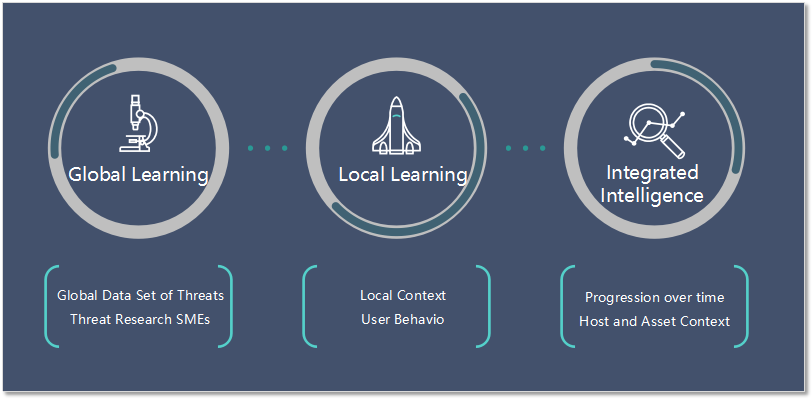 Global Learning
Local Learning
Integrated
Intelligence
Global Data Set of Threats
Threat Research SMEs
Local Context
User Behavio
Progression over time
Host and Asset Context